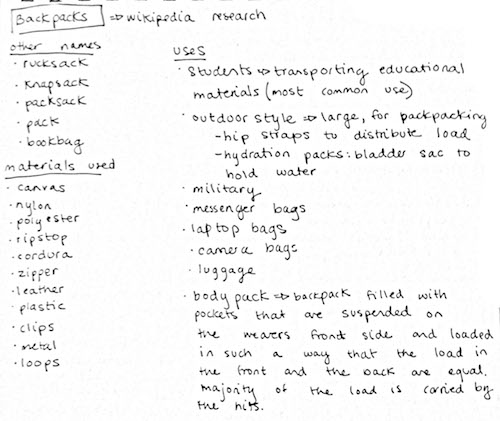 Backpacks ⇒ wikipedia research
other names
· rucksack
· knapsack
· packsack
· pack
· bookbag
materials used
· canvas
· nylon
· polyester
· ripstop
· cordura
· zipper
· leather
· plastic
· clips
· metal
· loops
uses
· Students ⇒ transporting educational
materials (most common use)
· outdoor style ⇒ large, for backpacking
- hip straps to distribute load
- hydration packs: bladder sac to
hold water
· military
· messenger bags
· laptop bags
· camera bags
· luggage
· body pack ⇒ backpack filled with
pockets that are suspended on
the wearers front side and loaded
in such a way that the load in
the front and the back are equal.
majority of the load is carried by
the hits.